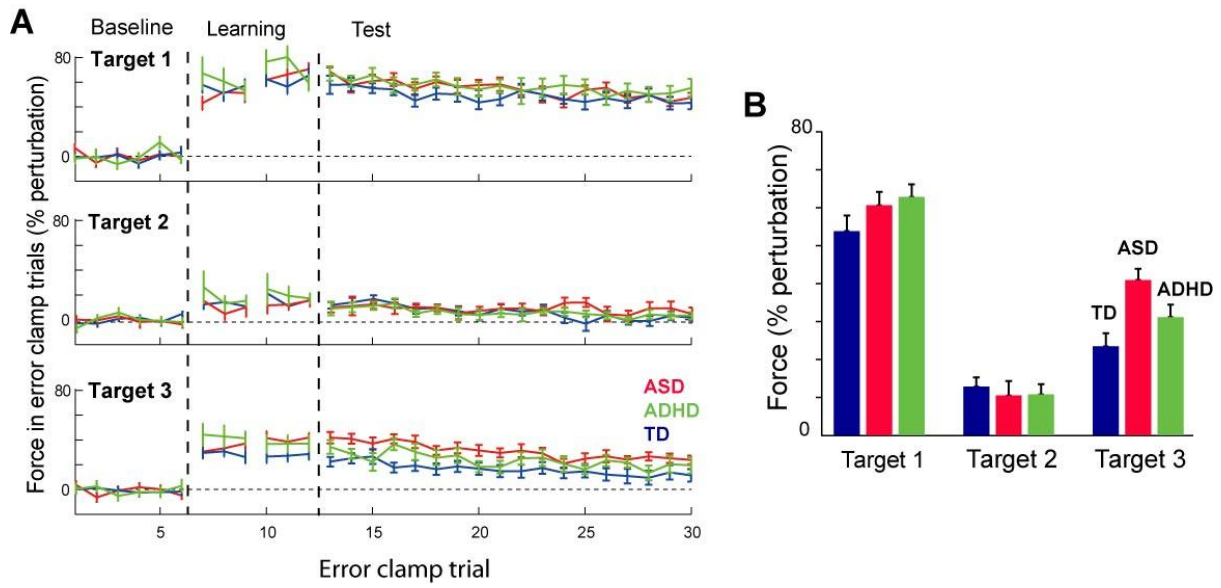 A
Baseline Learning Test
Force in error clamp trials (% perturbation)
80
Target 1
0
80
Target 2
0
80
Target 3
0
ASD
ADHD
TD
5 10 15 20 25 30
Error clamp trial
B
Force (% perturbation)
80
0
TD
ASD
ADHD
Target 1 Target 2 Target 3